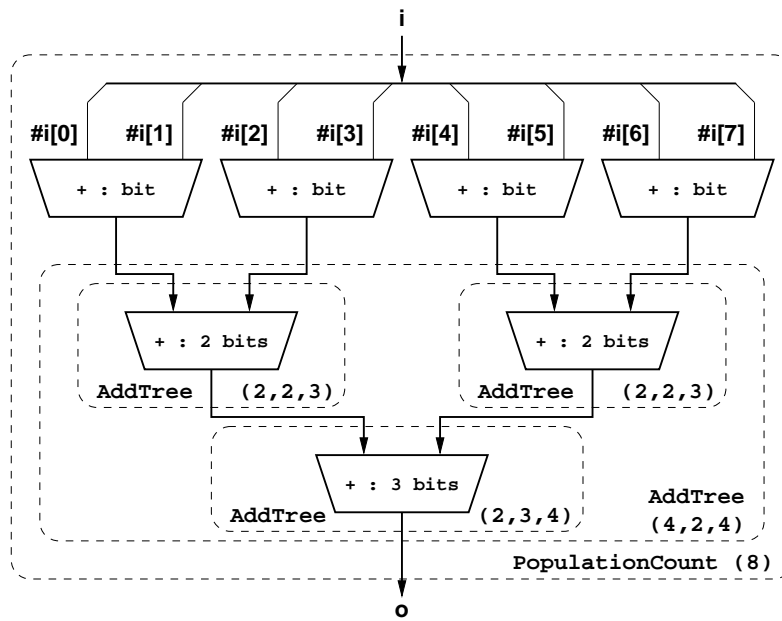 i
#i[0] #i[1] #i[2] #i[3] #i[4] #i[5] #i[6] #i[7]
+ : bit + : bit + : bit + : bit
+ : 2 bits + : 2 bits
AddTree (2,2,3) AddTree (2,2,3)
+ : 3 bits
AddTree (2,3,4)
AddTree
(4,2,4)
PopulationCount (8)
o